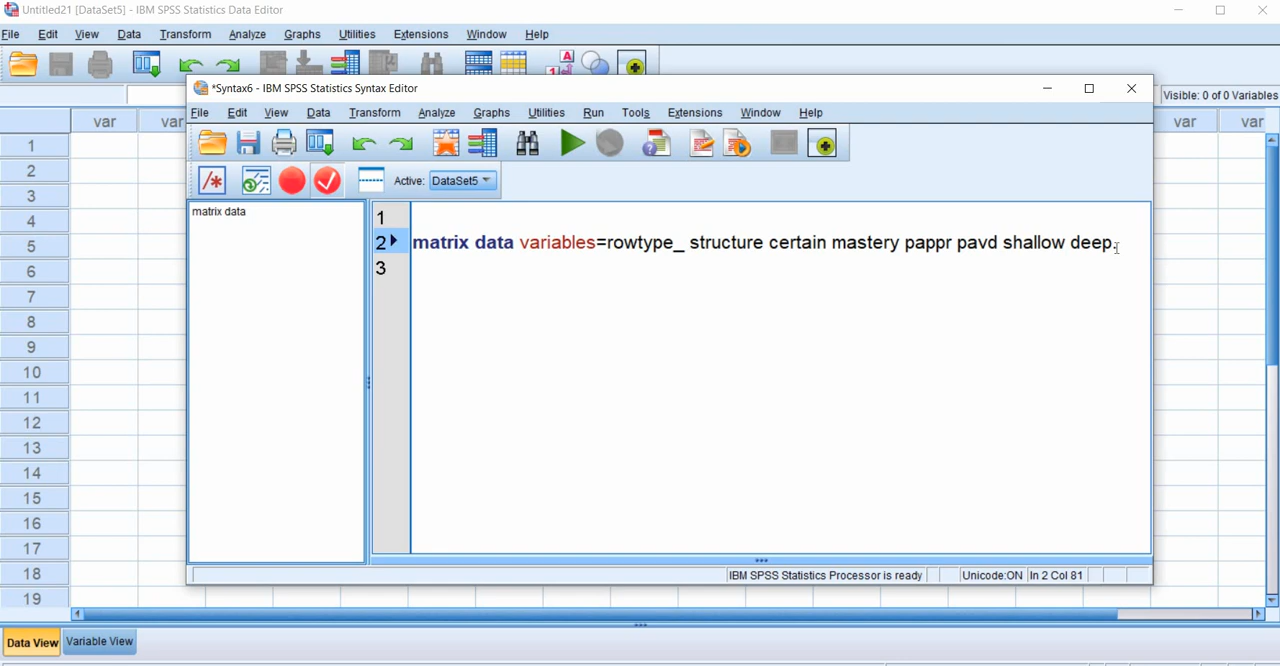 Untitled21 [DataSet5] - IBM SPSS Statistics Data Editor
File Edit View Data Transform Analyze Graphs Utilities Extensions Window Help
*Syntax6 - IBM SPSS Statistics Syntax Editor
Visible: 0 of 0 Variables
File Edit View Data Transform Analyze Graphs Utilities Run Tools Extensions Window Help
Active: DataSet5
var var var var
1
2
3
4
5
6
7
8
9
10
11
12
13
14
15
16
17
18
19
matrix data
1
2 matrix data variables=rowtype_ structure certain mastery pappr pavd shallow deep.
3
IBM SPSS Statistics Processor is ready Unicode:ON In 2 Col 81
Data View Variable View